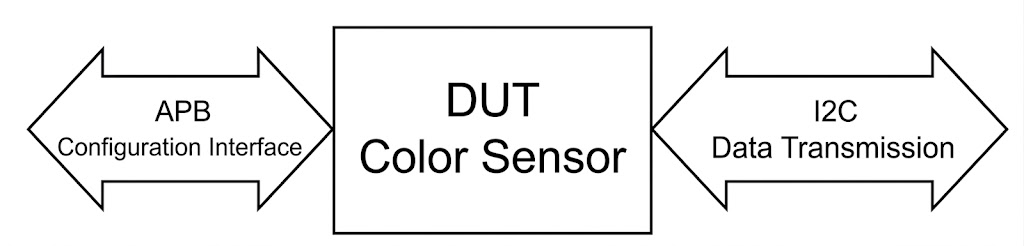 APB
Configuration Interface
DUT
Color Sensor
I2C
Data Transmission